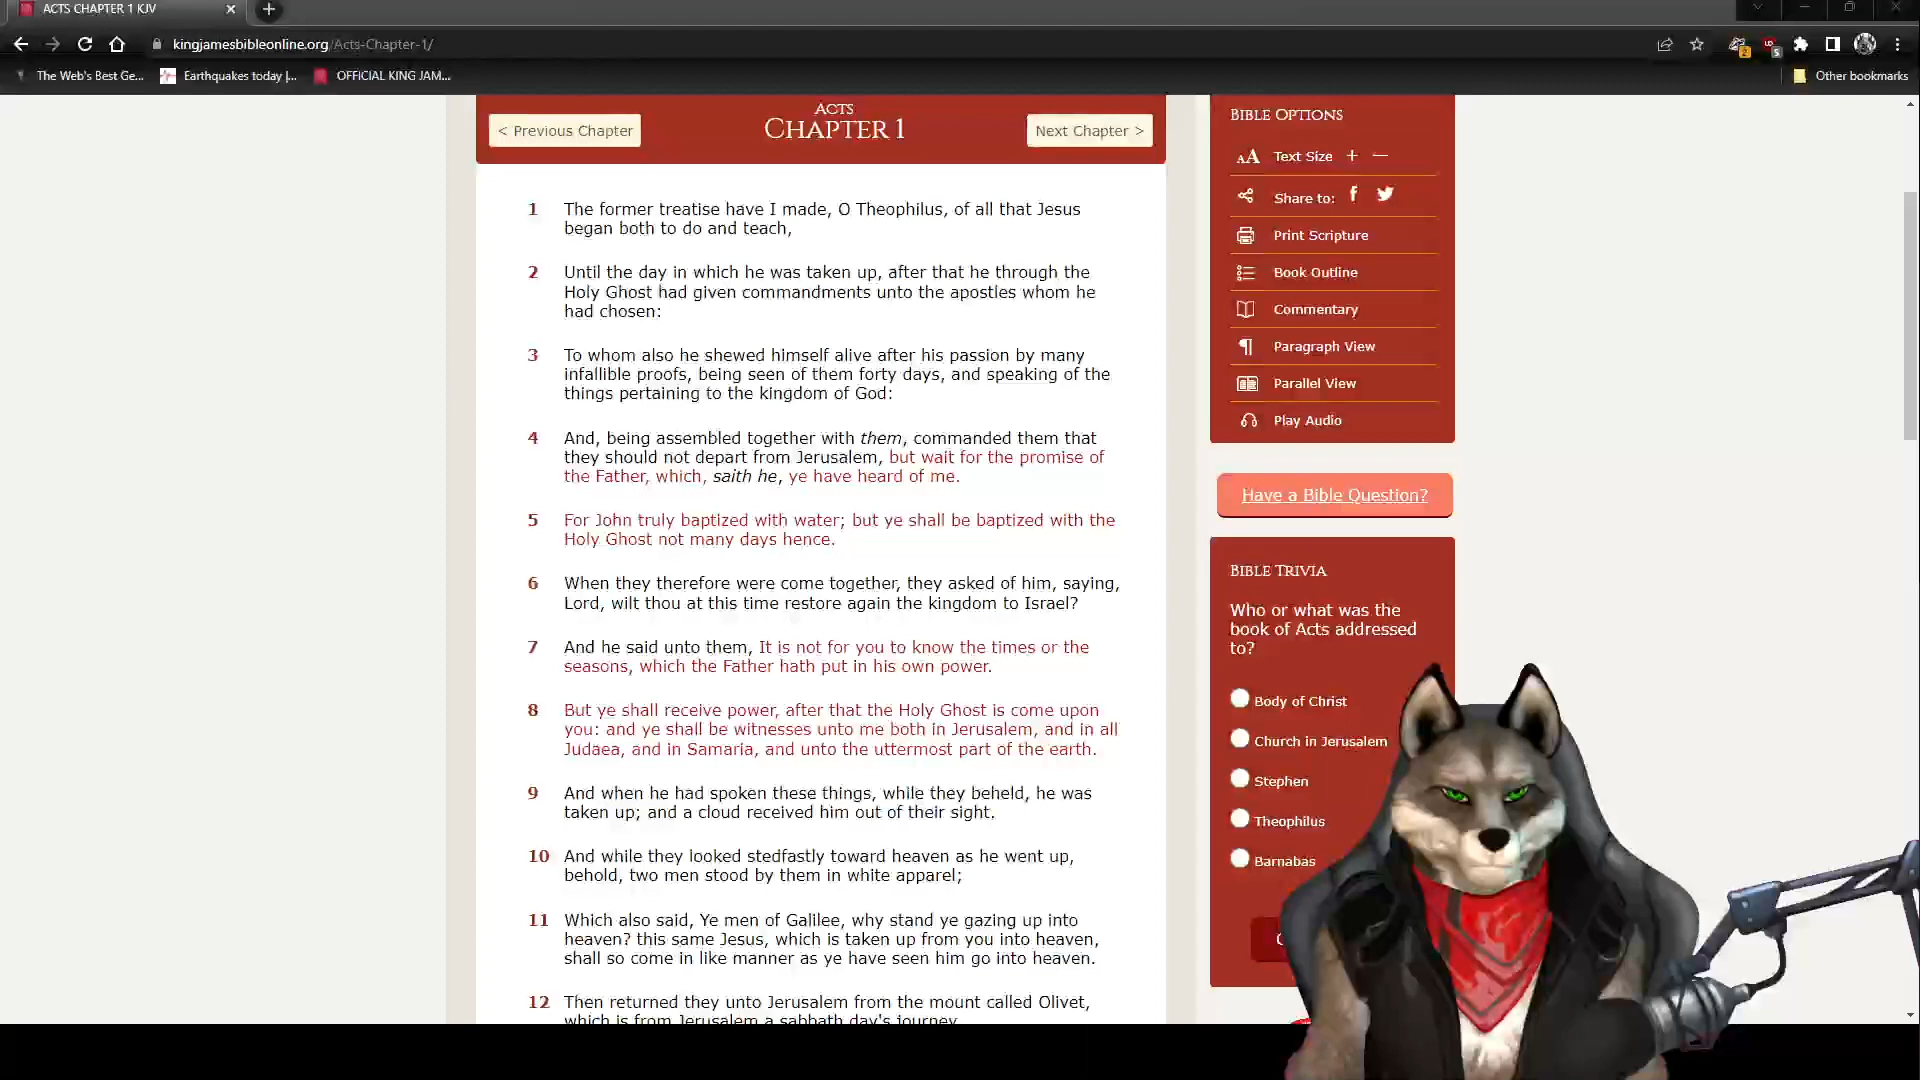 ACTS CHAPTER 1 KJV
kingjamesbibleonline.org/Acts-Chapter-1/
The Web's Best Ge...
Earthquakes today |...
OFFICIAL KING JAM...
Other bookmarks
< Previous Chapter
ACTS
CHAPTER 1
Next Chapter >
1 The former treatise have I made, O Theophilus, of all that Jesus
began both to do and teach,
2 Until the day in which he was taken up, after that he through the
Holy Ghost had given commandments unto the apostles whom he
had chosen:
3 To whom also he shewed himself alive after his passion by many
infallible proofs, being seen of them forty days, and speaking of the
things pertaining to the kingdom of God:
4 And, being assembled together with them, commanded them that
they should not depart from Jerusalem, but wait for the promise of
the Father, which, saith he, ye have heard of me.
5 For John truly baptized with water; but ye shall be baptized with the
Holy Ghost not many days hence.
6 When they therefore were come together, they asked of him, saying,
Lord, wilt thou at this time restore again the kingdom to Israel?
7 And he said unto them, It is not for you to know the times or the
seasons, which the Father hath put in his own power.
8 But ye shall receive power, after that the Holy Ghost is come upon
you: and ye shall be witnesses unto me both in Jerusalem, and in all
Judaea, and in Samaria, and unto the uttermost part of the earth.
9 And when he had spoken these things, while they beheld, he was
taken up; and a cloud received him out of their sight.
10 And while they looked stedfastly toward heaven as he went up,
behold, two men stood by them in white apparel;
11 Which also said, Ye men of Galilee, why stand ye gazing up into
heaven? this same Jesus, which is taken up from you into heaven,
shall so come in like manner as ye have seen him go into heaven.
12 Then returned they unto Jerusalem from the mount called Olivet,
which is from Jerusalem a sabbath day's journey.
BIBLE OPTIONS
AA Text Size + —
Share to:
Print Scripture
Book Outline
Commentary
Paragraph View
Parallel View
Play Audio
Have a Bible Question?
BIBLE TRIVIA
Who or what was the
book of Acts addressed
to?
Body of Christ
Church in Jerusalem
Stephen
Theophilus
Barnabas